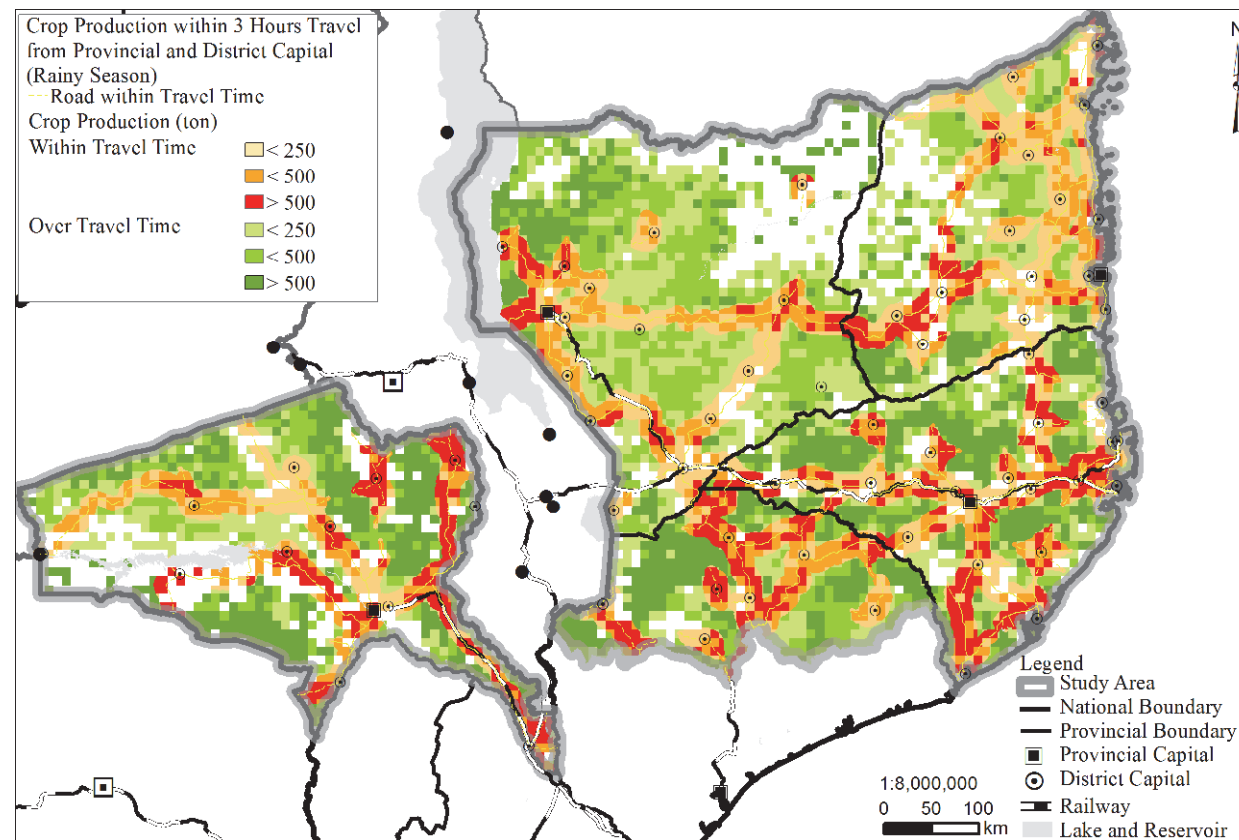 Crop Production within 3 Hours Travel
from Provincial and District Capital
(Rainy Season)
Road within Travel Time
Crop Production (ton)
Within Travel Time
< 250
< 500
> 500
Over Travel Time
< 250
< 500
> 500
N
Legend
Study Area
National Boundary
Provincial Boundary
Provincial Capital
District Capital
Railway
Lake and Reservoir
1:8,000,000
0 50 100
km